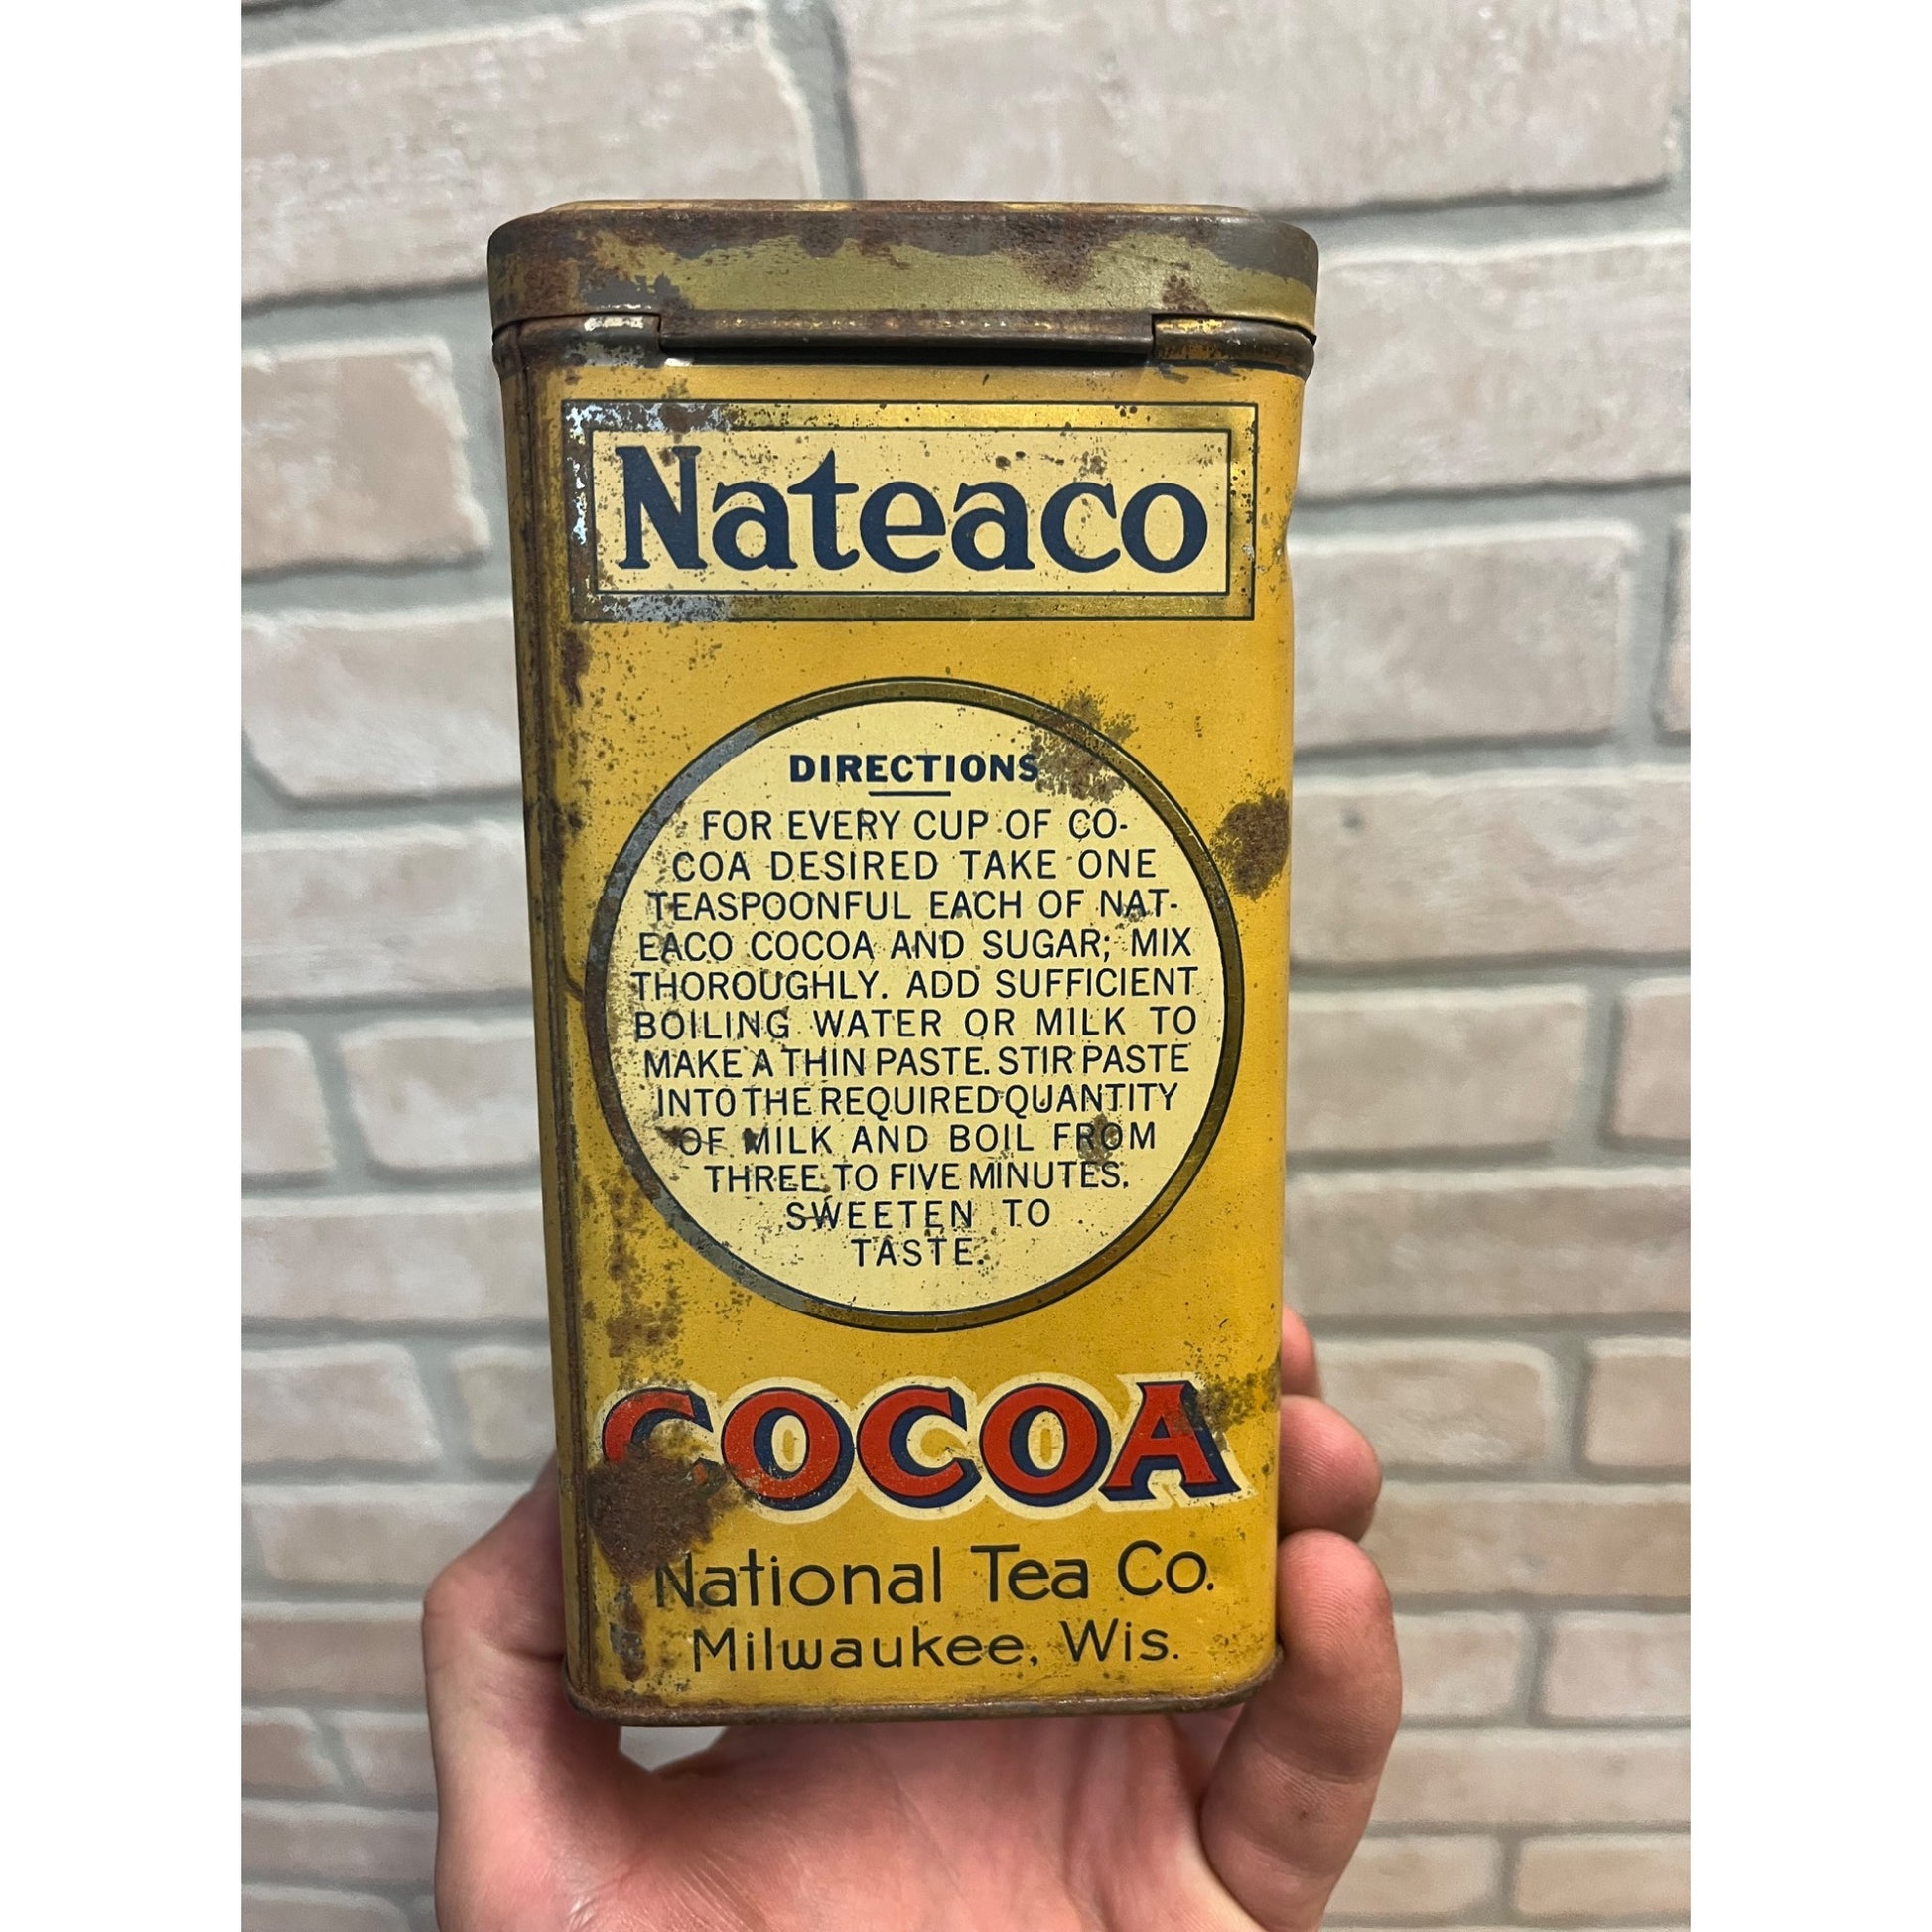 Nateaco
DIRECTIONS
FOR EVERY CUP OF CO-
COA DESIRED TAKE ONE
TEASPOONFUL EACH OF NAT-
EACO COCOA AND SUGAR; MIX
THOROUGHLY. ADD SUFFICIENT
BOILING WATER OR MILK TO
MAKE A THIN PASTE. STIR PASTE
INTO THE REQUIRED QUANTITY
OF MILK AND BOIL FROM
THREE TO FIVE MINUTES.
SWEETEN TO
TASTE.
COCOA
National Tea Co.
Milwaukee, Wis.